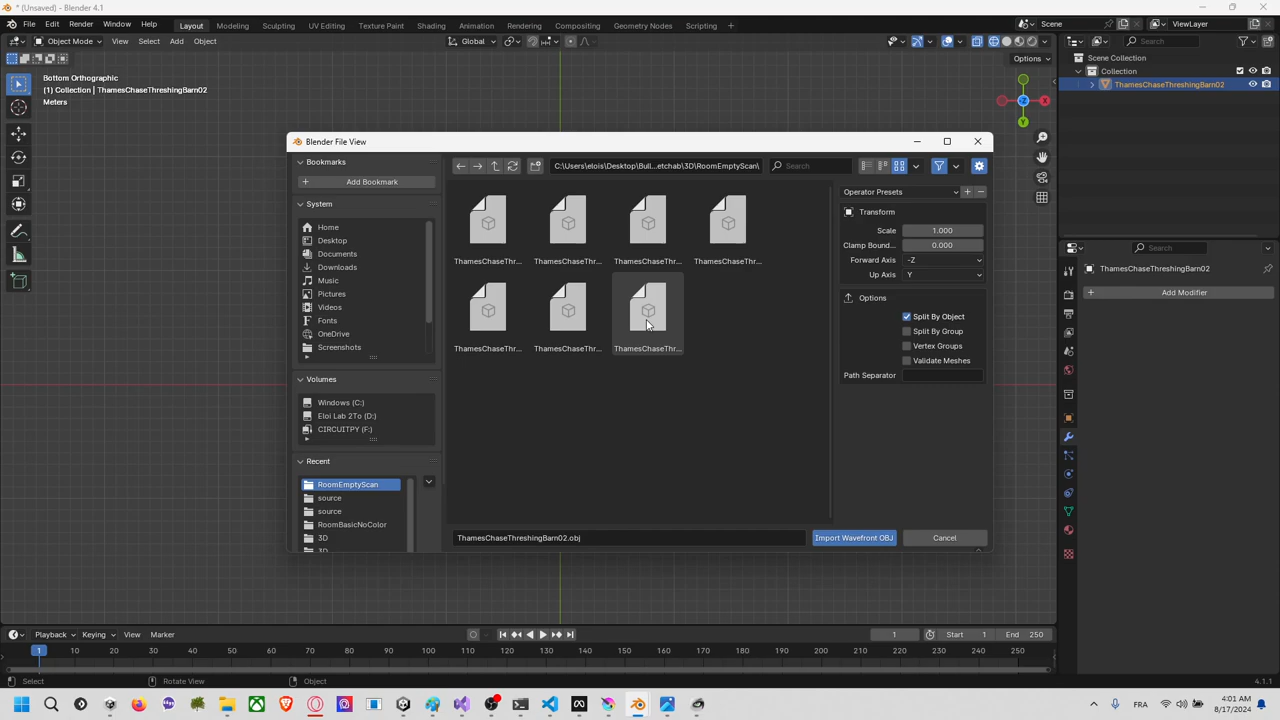 * (Unsaved) - Blender 4.1
File Edit Render Window Help Layout Modeling Sculpting UV Editing Texture Paint Shading Animation Rendering Compositing Geometry Nodes Scripting + Scene ViewLayer
Object Mode View Select Add Object Global Search
Options
Bottom Orthographic
(1) Collection | ThamesChaseThreshingBarn02
Meters
Scene Collection
Collection
ThamesChaseThreshingBarn02
X
Y
Z
Blender File View
Bookmarks
Add Bookmark
System
Home
Desktop
Documents
Downloads
Music
Pictures
Videos
Fonts
OneDrive
Screenshots
Volumes
Windows (C:)
Eloi Lab 2To (D:)
CIRCUITPY (F:)
Recent
RoomEmptyScan
source
source
RoomBasicNoColor
3D
3D
C:\Users\elois\Desktop\Bull...etchab\3D\RoomEmptyScan\ Search
ThamesChaseThr... ThamesChaseThr... ThamesChaseThr... ThamesChaseThr...
ThamesChaseThr... ThamesChaseThr... ThamesChaseThr...
Operator Presets
Transform
Scale 1.000
Clamp Bound... 0.000
Forward Axis -Z
Up Axis Y
Options
Split By Object
Split By Group
Vertex Groups
Validate Meshes
Path Separator
ThamesChaseThreshingBarn02.obj Import Wavefront OBJ Cancel
Search
ThamesChaseThreshingBarn02
Add Modifier
Playback Keying View Marker 1 Start 1 End 250
1 10 20 30 40 50 60 70 80 90 100 110 120 130 140 150 160 170 180 190 200 210 220 230 240 250
Select Rotate View Object 4.1.1
FRA
4:01 AM
8/17/2024